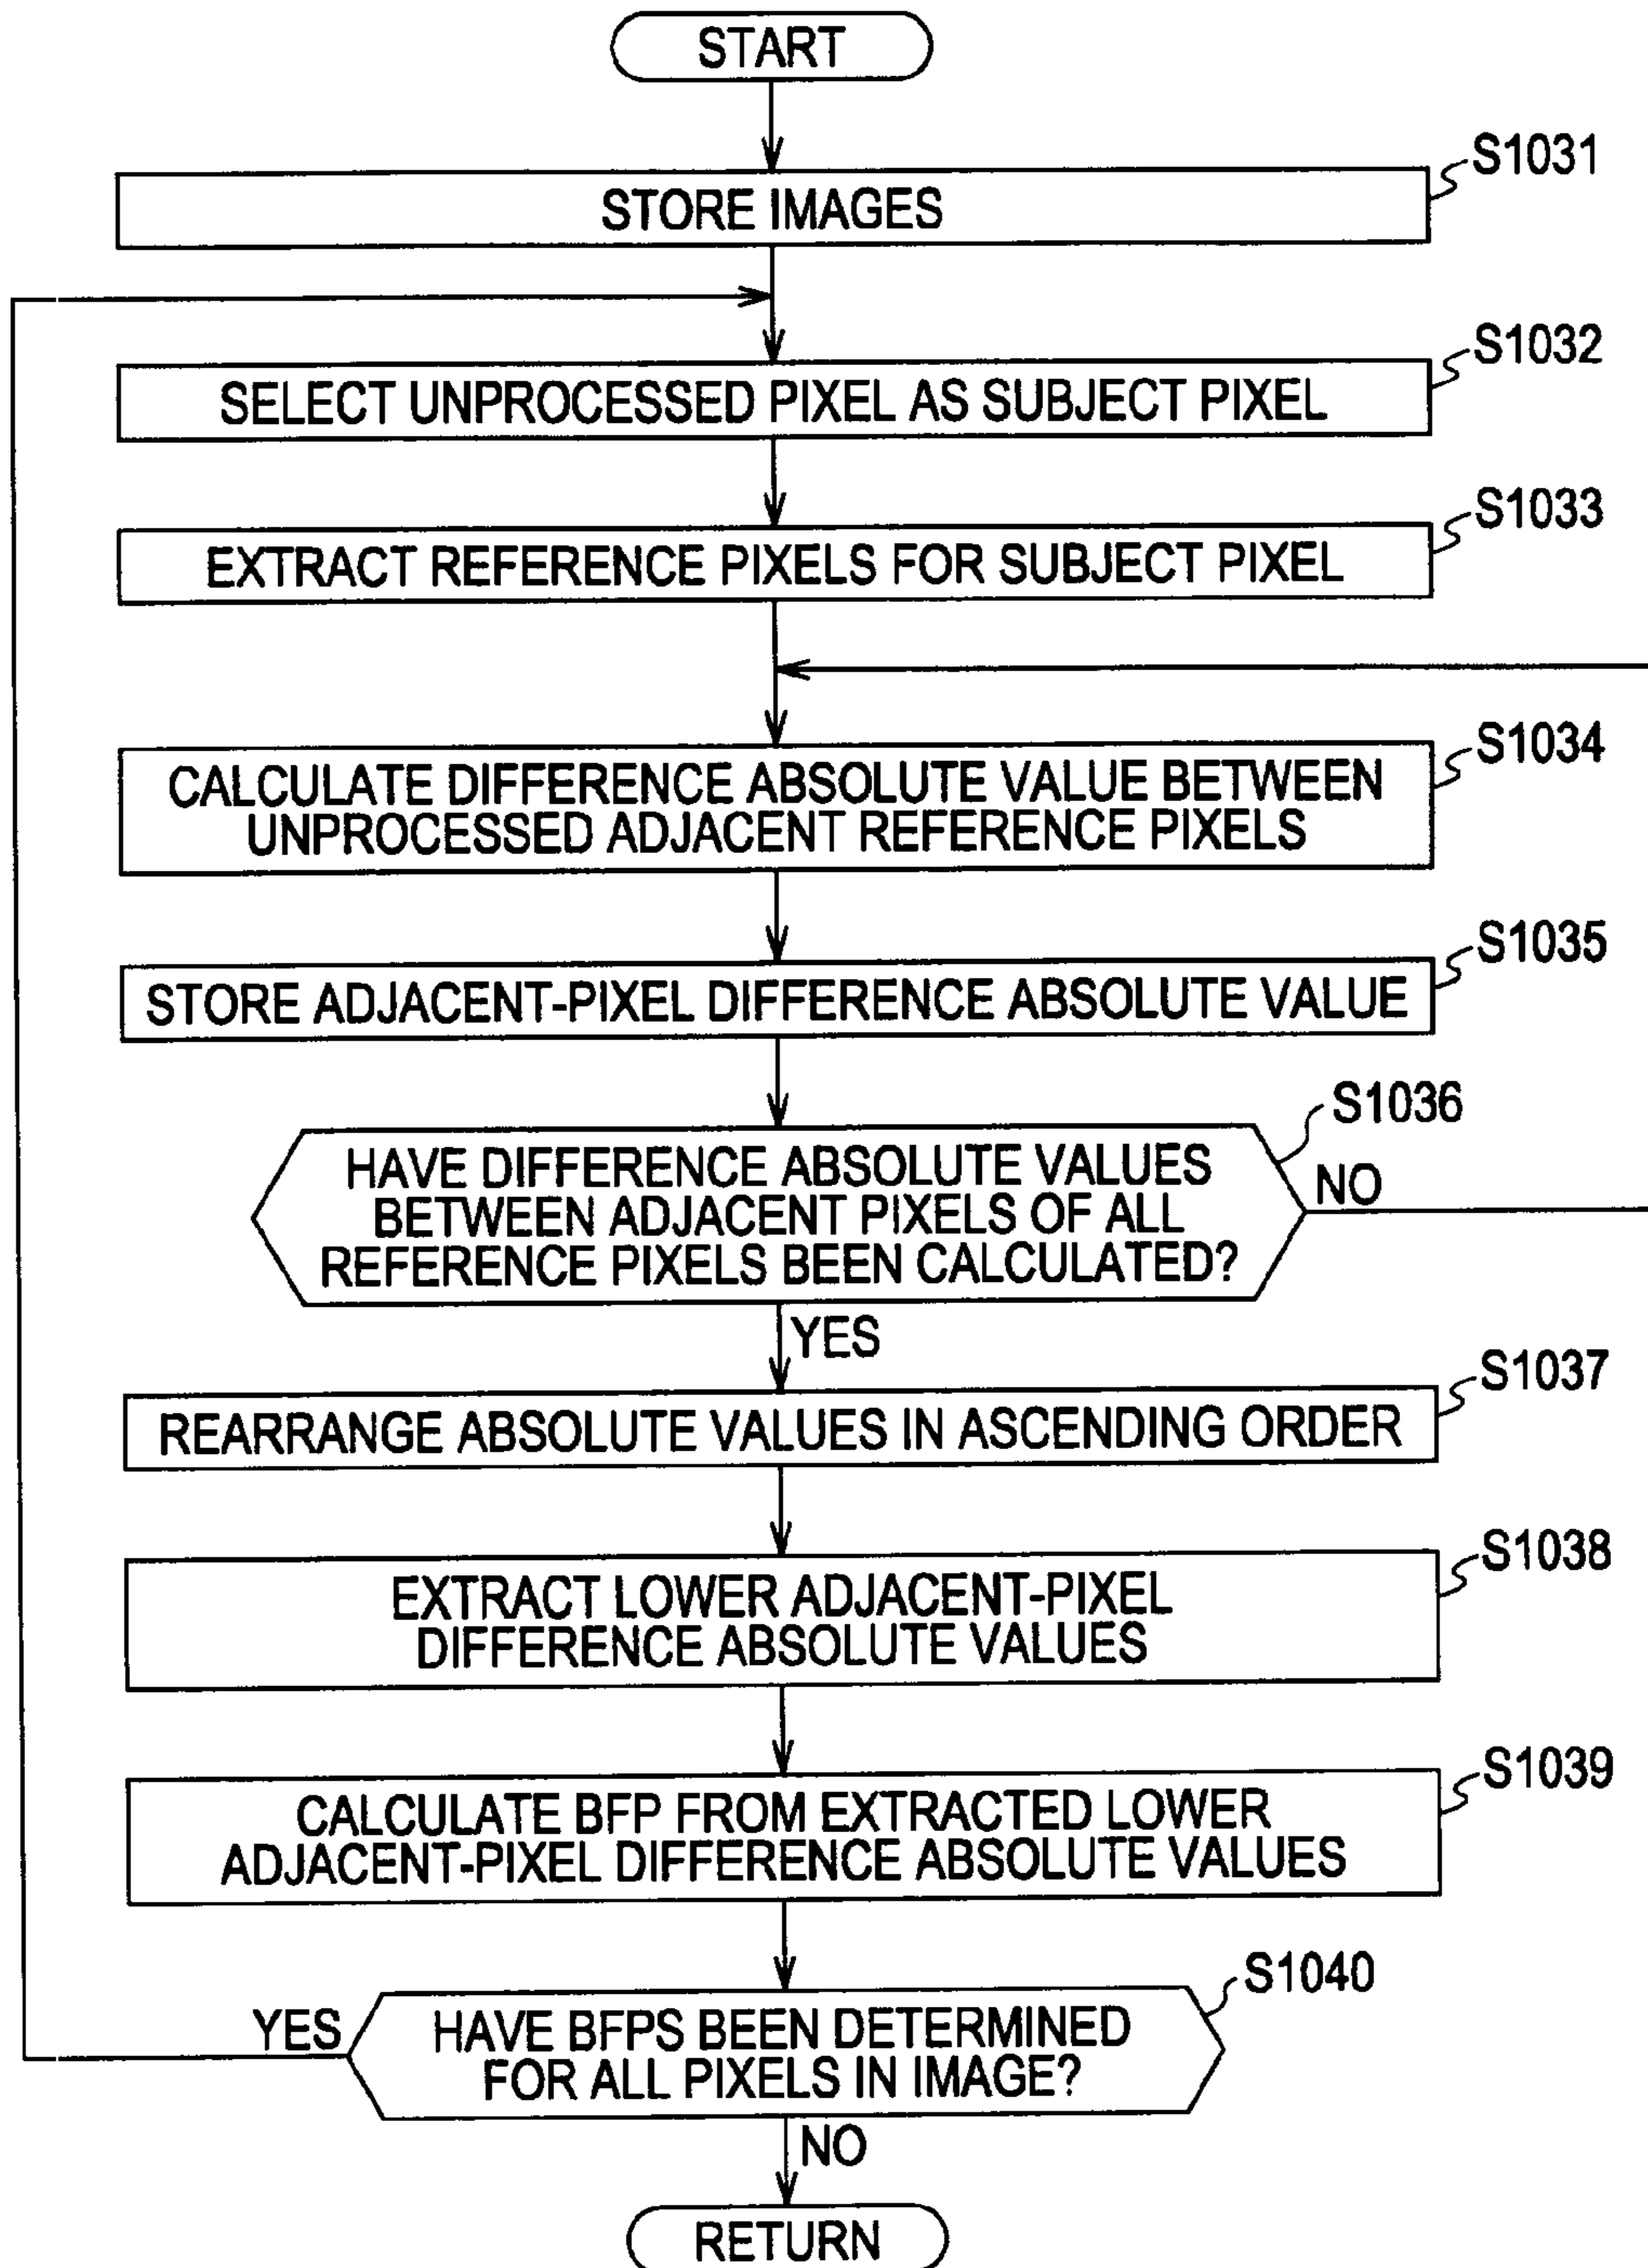 START
S1031
STORE IMAGES
S1032
SELECT UNPROCESSED PIXEL AS SUBJECT PIXEL
S1033
EXTRACT REFERENCE PIXELS FOR SUBJECT PIXEL
S1034
CALCULATE DIFFERENCE ABSOLUTE VALUE BETWEEN
UNPROCESSED ADJACENT REFERENCE PIXELS
S1035
STORE ADJACENT-PIXEL DIFFERENCE ABSOLUTE VALUE
S1036
HAVE DIFFERENCE ABSOLUTE VALUES
BETWEEN ADJACENT PIXELS OF ALL
REFERENCE PIXELS BEEN CALCULATED?
NO
YES
S1037
REARRANGE ABSOLUTE VALUES IN ASCENDING ORDER
S1038
EXTRACT LOWER ADJACENT-PIXEL
DIFFERENCE ABSOLUTE VALUES
S1039
CALCULATE BFP FROM EXTRACTED LOWER
ADJACENT-PIXEL DIFFERENCE ABSOLUTE VALUES
S1040
YES
HAVE BFPS BEEN DETERMINED
FOR ALL PIXELS IN IMAGE?
NO
RETURN